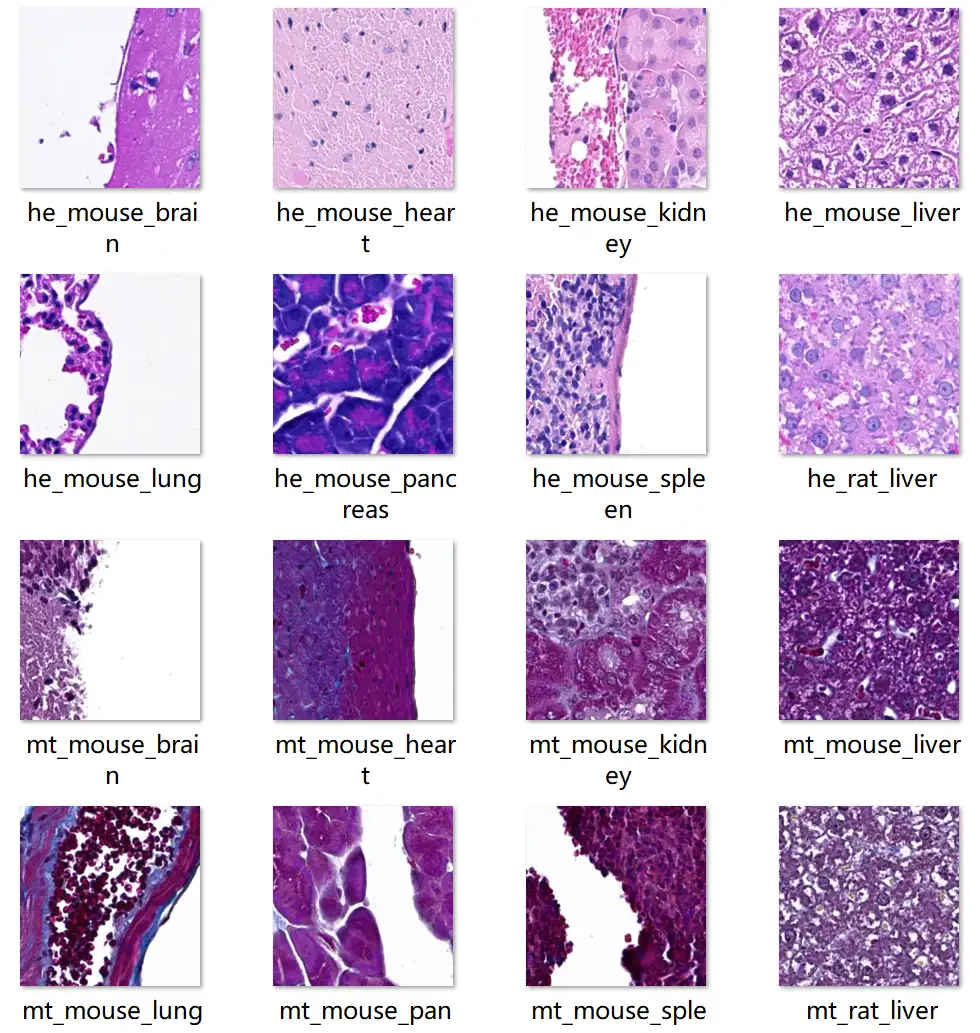 he_mouse_brai he_mouse_hear he_mouse_kidn he_mouse_liver
n t ey
he_mouse_lung he_mouse_panc he_mouse_sple he_rat_liver
reas en
mt_mouse_brai mt_mouse_hear mt_mouse_kidn mt_mouse_liver
n t ey
mt_mouse_lung mt_mouse_pan mt_mouse_sple mt_rat_liver